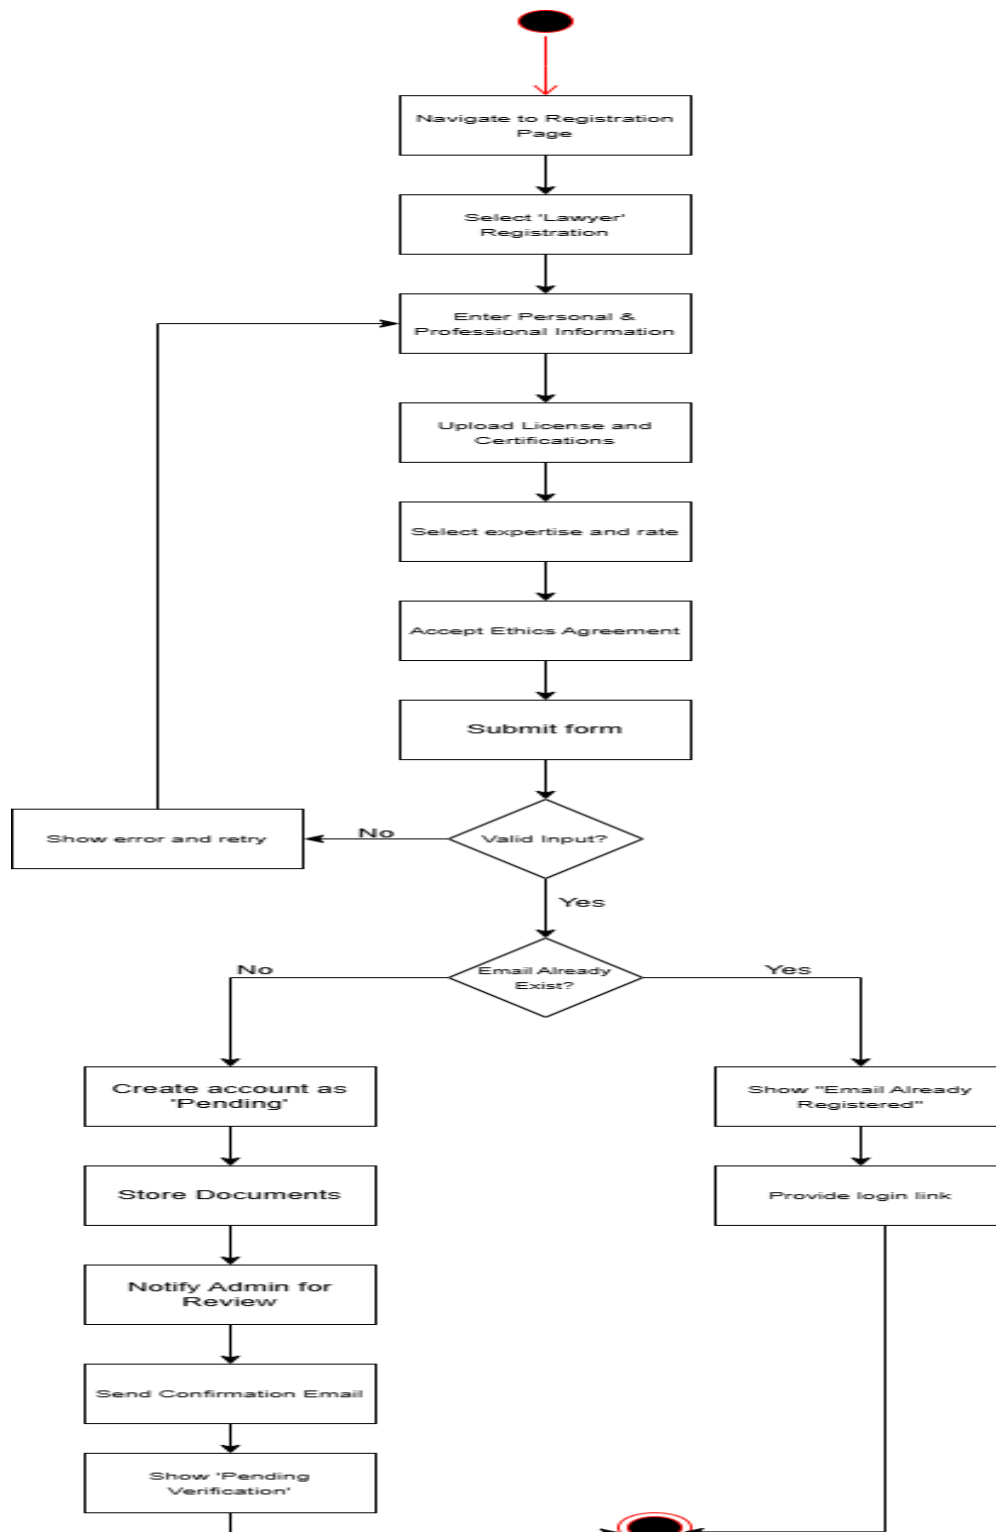 Navigate to Registration
Page
Select 'Lawyer'
Registration
Enter Personal &
Professional Information
Upload License and
Certifications
Select expertise and rate
Accept Ethics Agreement
Submit form
Valid Input?
No
Show error and retry
Yes
Email Already
Exist?
No
Yes
Create account as
'Pending'
Show "Email Already
Registered"
Store Documents
Provide login link
Notify Admin for
Review
Send Confirmation Email
Show 'Pending
Verification'